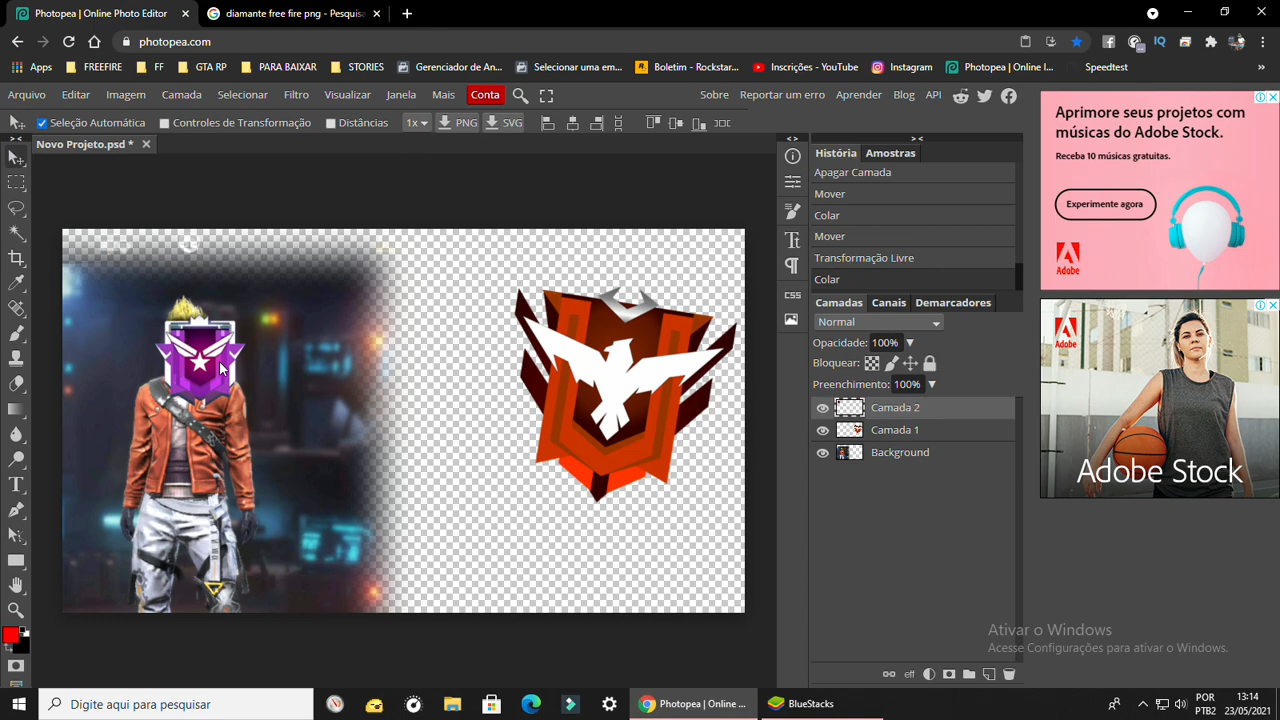 Photopea | Online Photo Editor
diamante free fire png - Pesquisa
photopea.com
Apps
FREEFIRE
FF
GTA RP
PARA BAIXAR
STORIES
Gerenciador de An...
Selecionar uma em...
Boletim - Rockstar...
Inscrições - YouTube
Instagram
Photopea | Online I...
Speedtest
»
Arquivo
Editar
Imagem
Camada
Selecionar
Filtro
Visualizar
Janela
Mais
Conta
Sobre
Reportar um erro
Aprender
Blog
API
Seleção Automática
Controles de Transformação
Distâncias
1x
PNG
SVG
Novo Projeto.psd *
História
Amostras
Apagar Camada
Mover
Colar
Mover
Transformação Livre
Colar
CSS
Camadas
Canais
Demarcadores
Normal
Opacidade: 100%
Bloquear:
Preenchimento: 100%
Camada 2
Camada 1
Background
eff
Aprimore seus projetos com
músicas do Adobe Stock.
Receba 10 músicas gratuitas.
Experimente agora
Adobe
Adobe
Adobe Stock
Ativar o Windows
Acesse Configurações para ativar o Windows.
Digite aqui para pesquisar
Photopea | Online ...
BlueStacks
POR
PTB2
13:14
23/05/2021